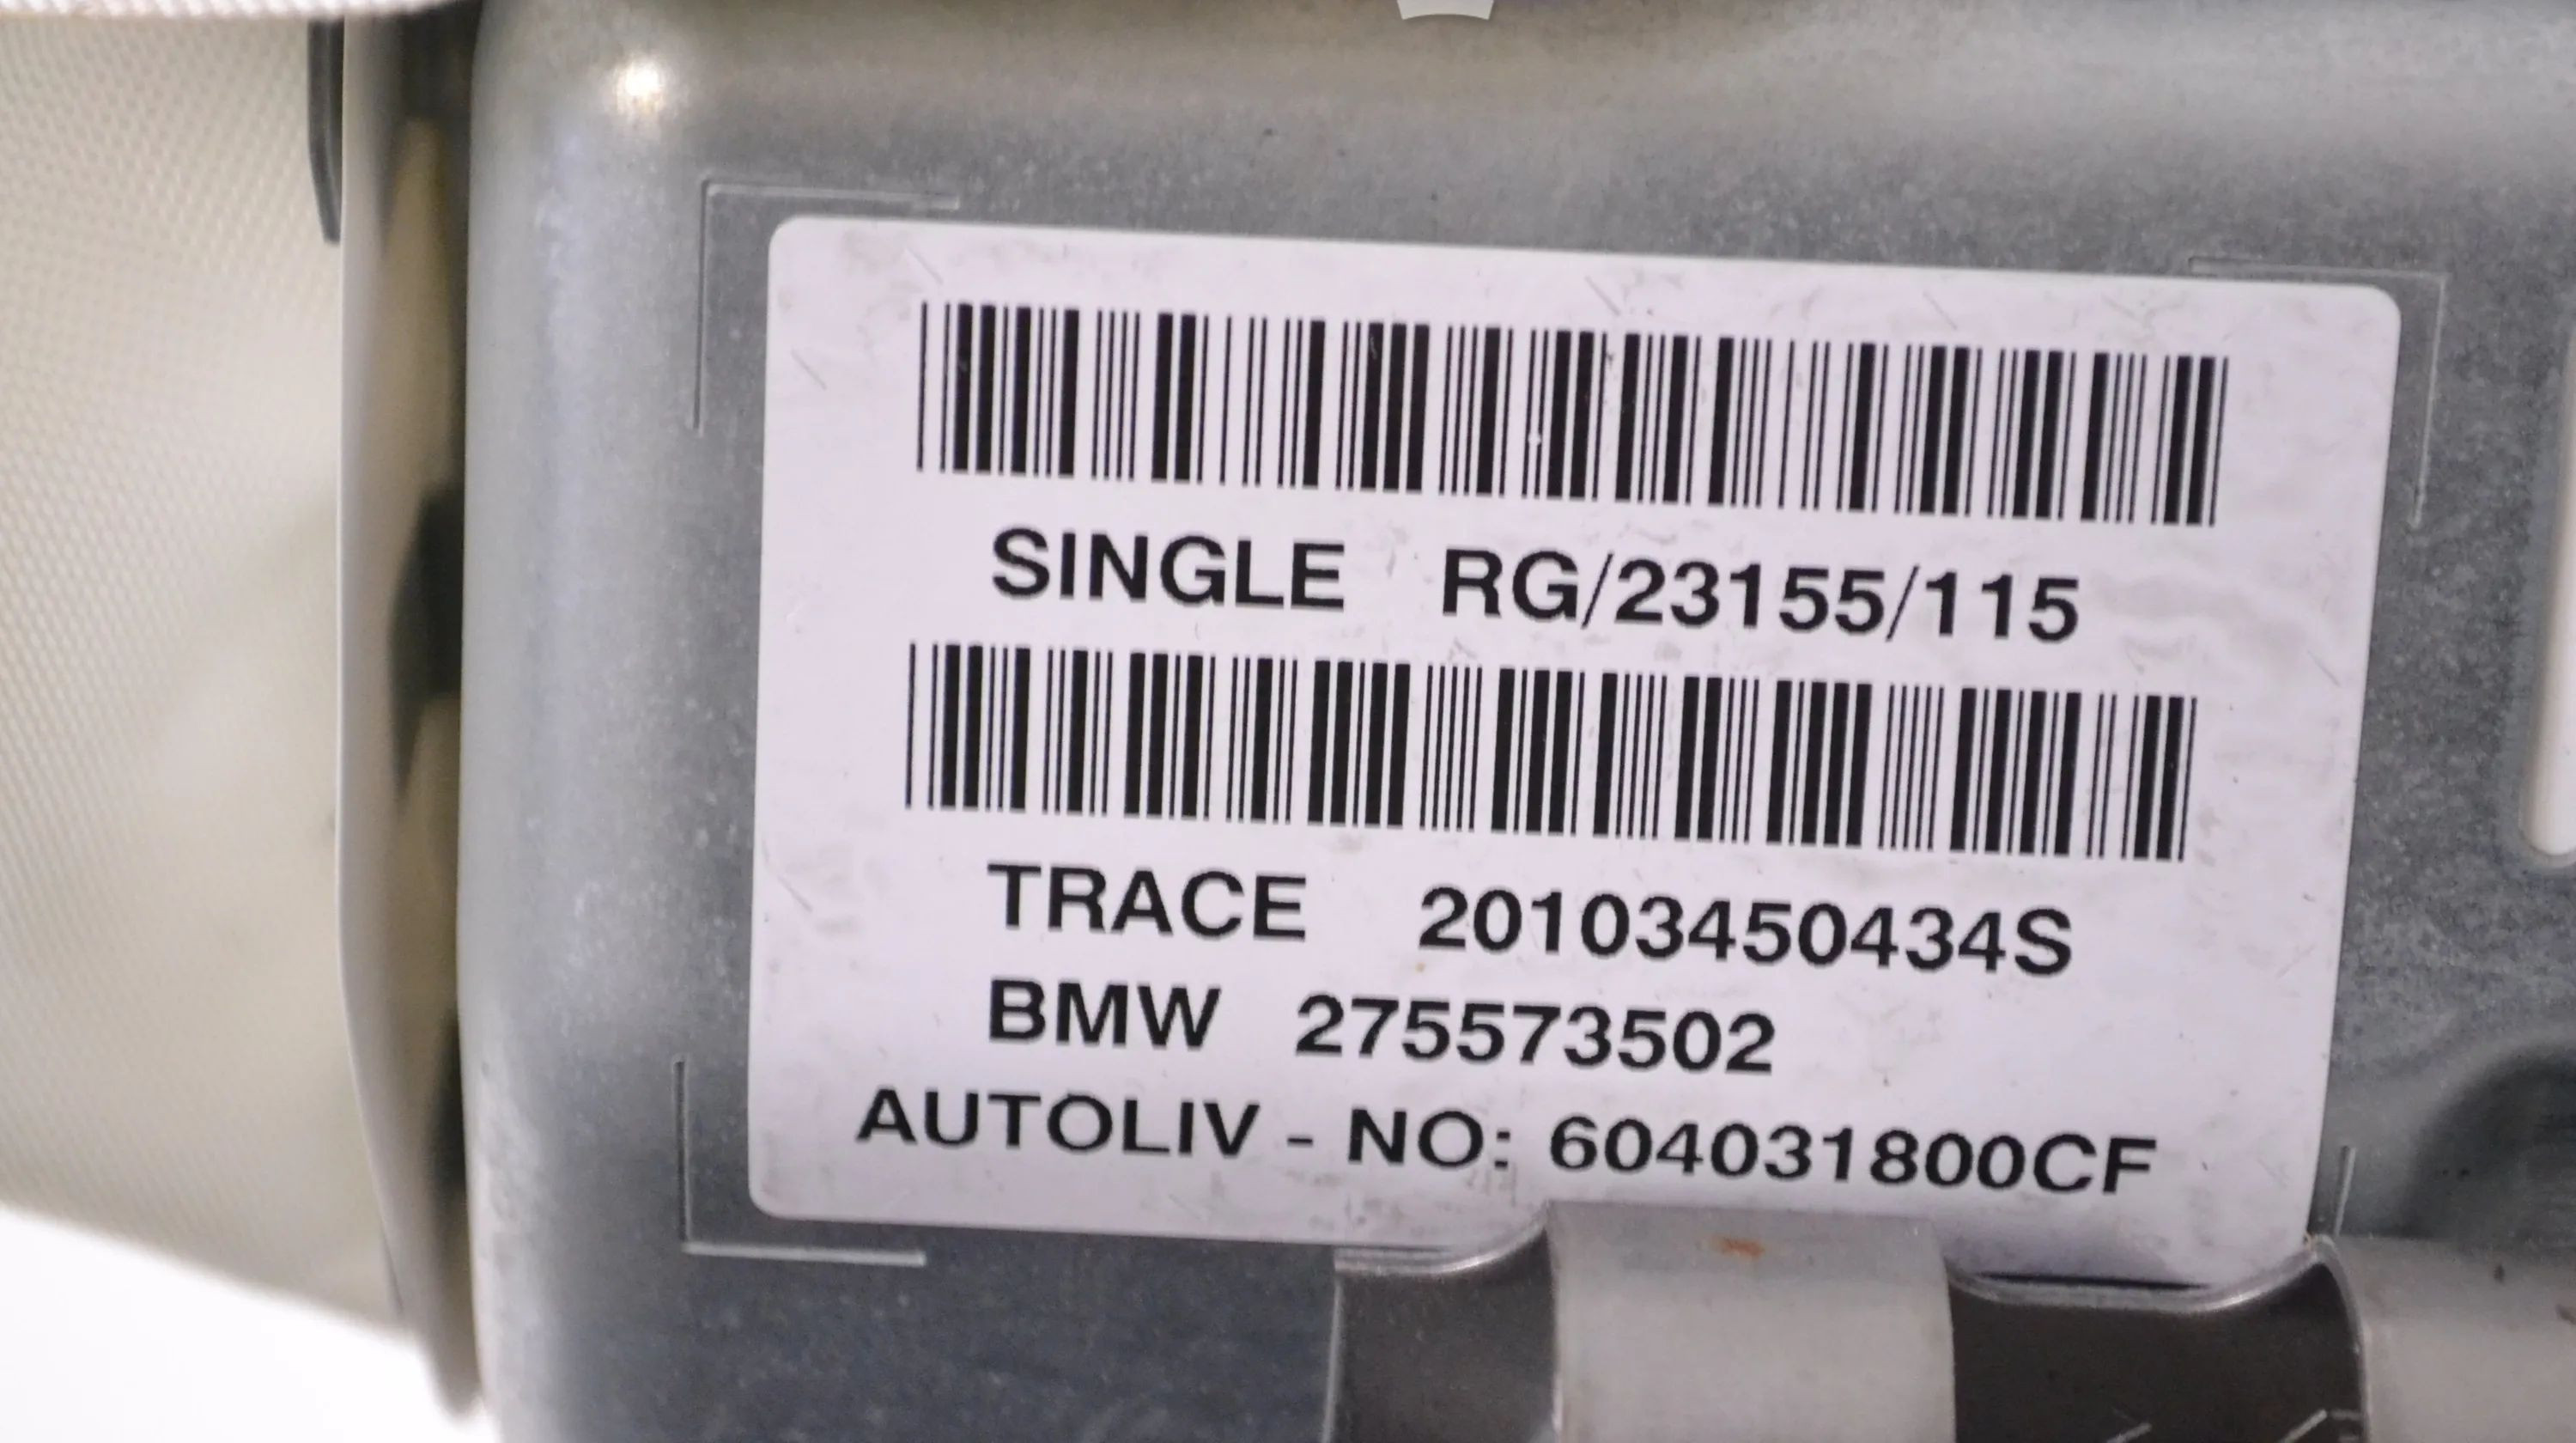 SINGLE RG/23155/115
TRACE 20103450434S
BMW 275573502
AUTOLIV - NO: 604031800CF